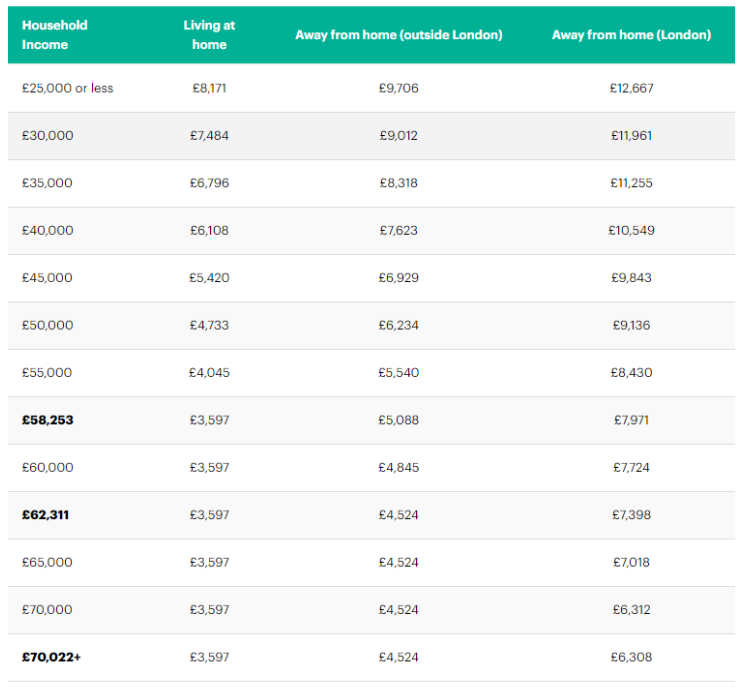 Household Income Living at home Away from home (outside London) Away from home (London)
£25,000 or less £8,171 £9,706 £12,667
£30,000 £7,484 £9,012 £11,961
£35,000 £6,796 £8,318 £11,255
£40,000 £6,108 £7,623 £10,549
£45,000 £5,420 £6,929 £9,843
£50,000 £4,733 £6,234 £9,136
£55,000 £4,045 £5,540 £8,430
£58,253 £3,597 £5,088 £7,971
£60,000 £3,597 £4,845 £7,724
£62,311 £3,597 £4,524 £7,398
£65,000 £3,597 £4,524 £7,018
£70,000 £3,597 £4,524 £6,312
£70,022+ £3,597 £4,524 £6,308